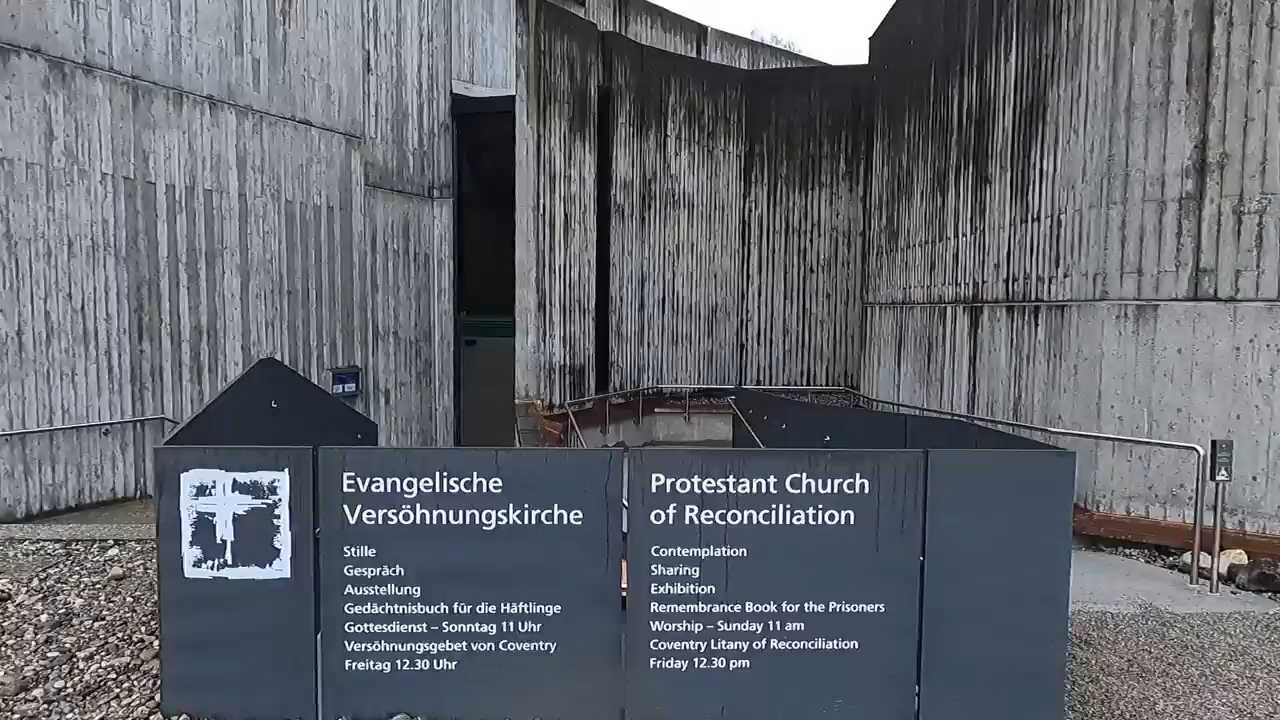 Evangelische
Versöhnungskirche
Stille
Gespräch
Ausstellung
Gedächtnisbuch für die Häftlinge
Gottesdienst – Sonntag 11 Uhr
Versöhnungsgebet von Coventry
Freitag 12.30 Uhr
Protestant Church
of Reconciliation
Contemplation
Sharing
Exhibition
Remembrance Book for the Prisoners
Worship – Sunday 11 am
Coventry Litany of Reconciliation
Friday 12.30 pm